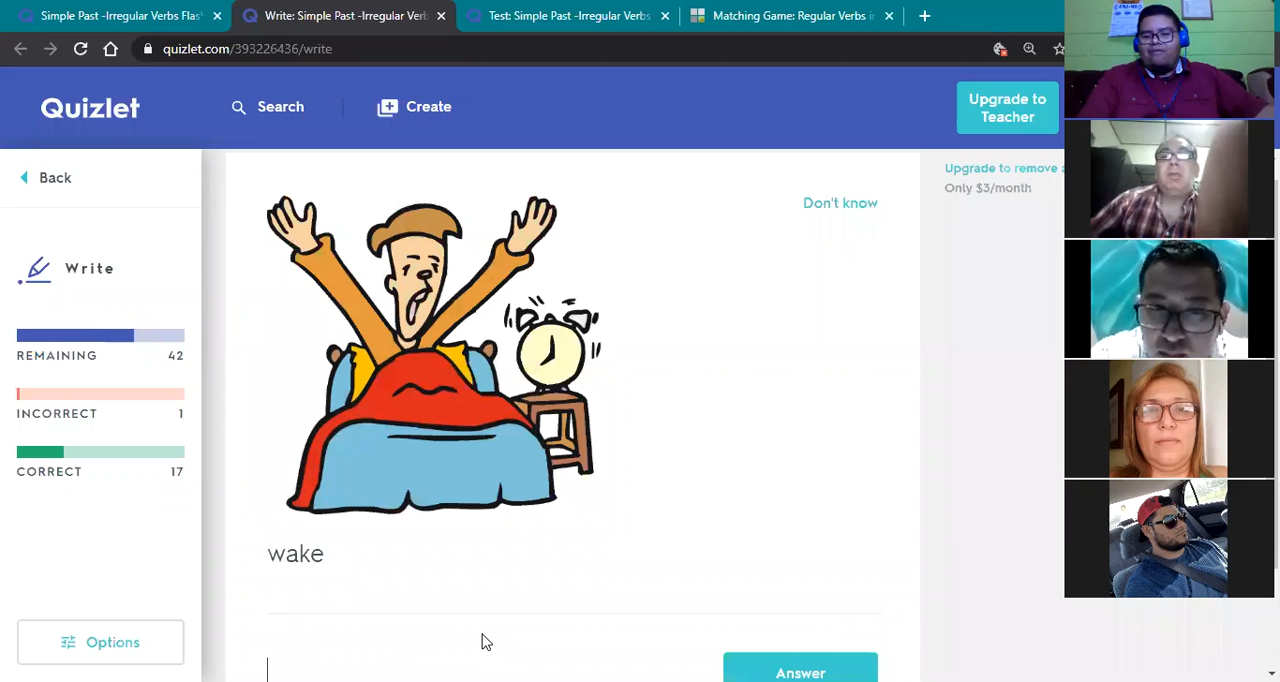 Simple Past -Irregular Verbs Flas
Write: Simple Past -Irregular Verb
Test: Simple Past -Irregular Verbs
Matching Game: Regular Verbs in
quizlet.com/393226436/write
Quizlet
Search
Create
Upgrade to
Teacher
Back
Write
REMAINING 42
INCORRECT 1
CORRECT 17
Options
Don't know
wake
Answer
Upgrade to remove a
Only $3/month